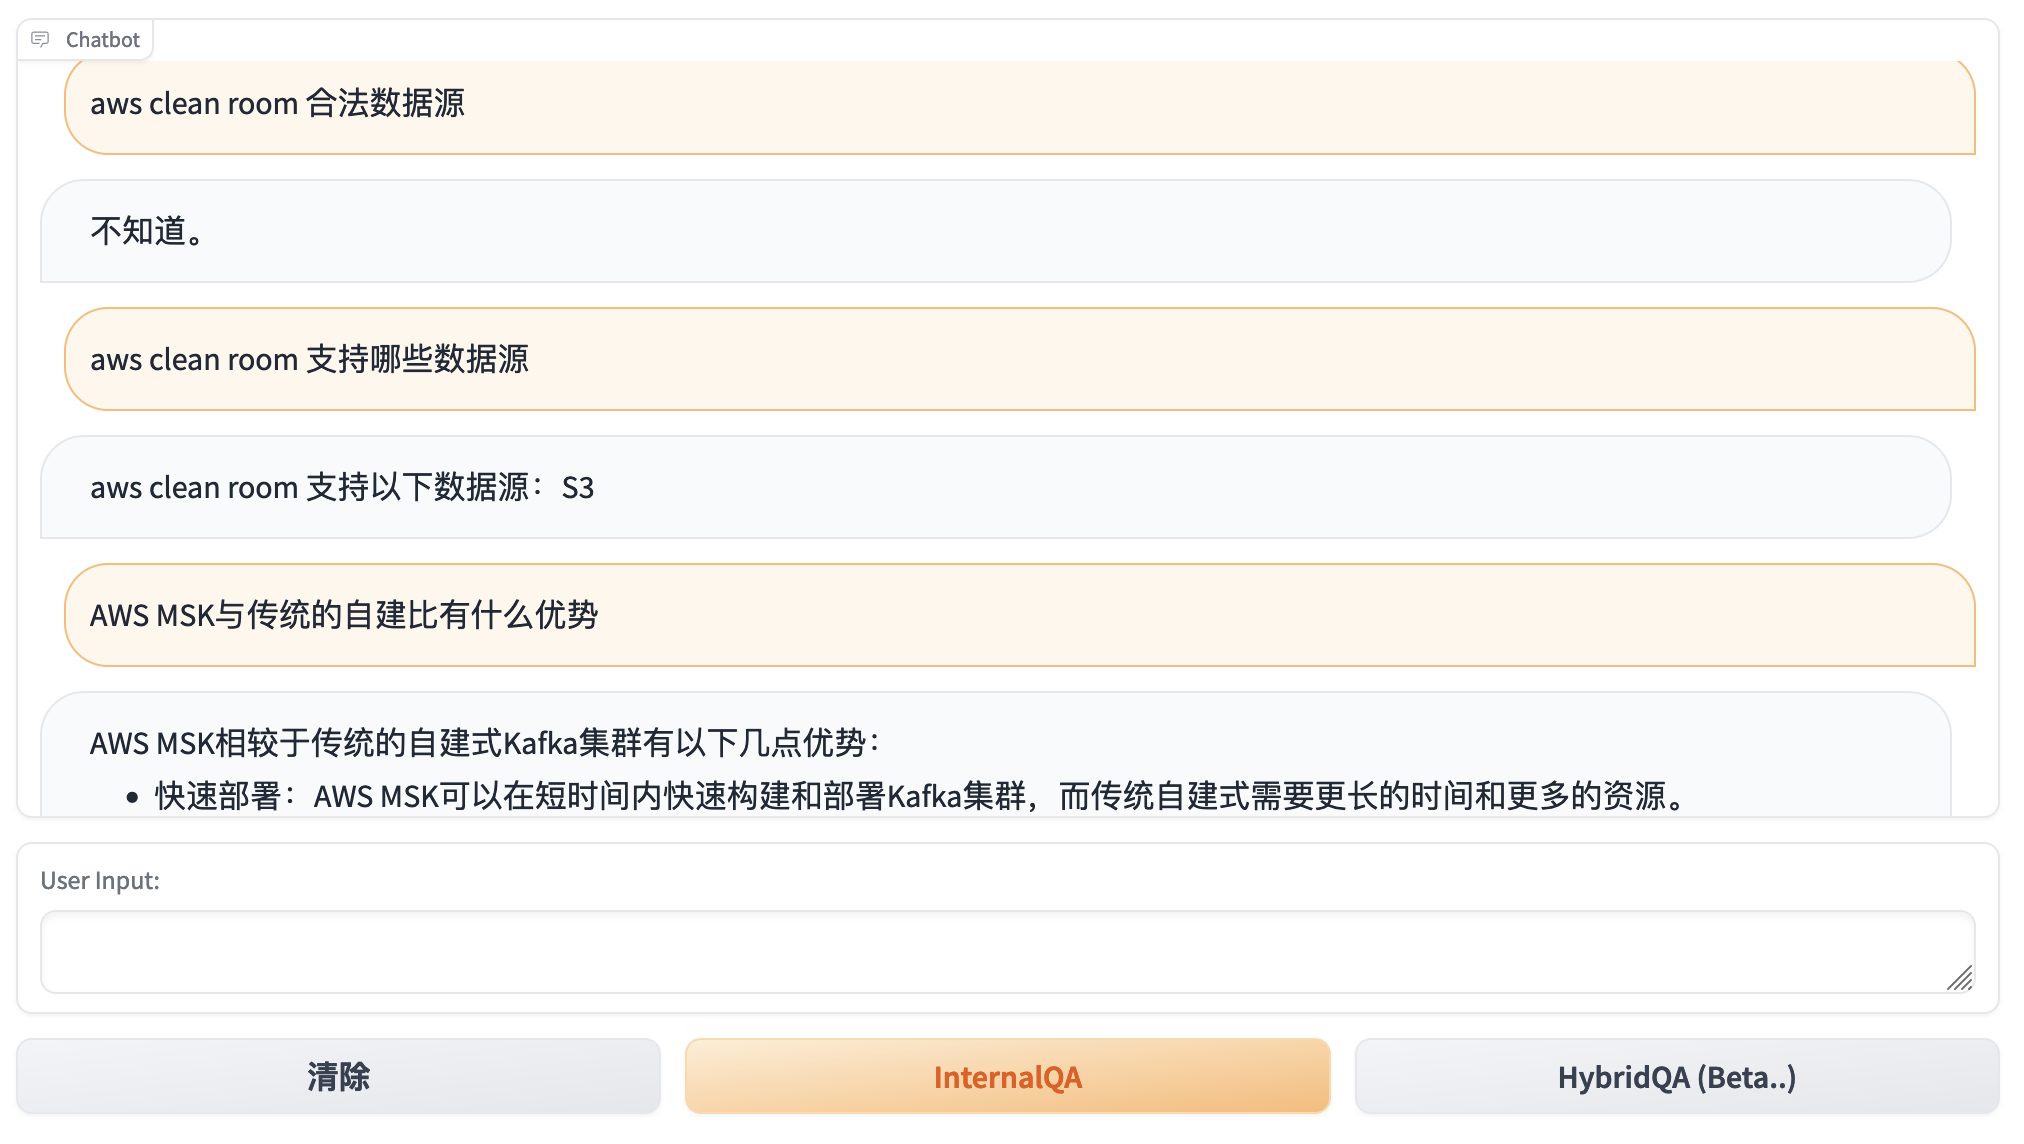 Chatbot
aws clean room 合法数据源
不知道。
aws clean room 支持哪些数据源
aws clean room 支持以下数据源：S3
AWS MSK与传统的自建比有什么优势
AWS MSK相较于传统的自建式Kafka集群有以下几点优势：
• 快速部署：AWS MSK可以在短时间内快速构建和部署Kafka集群，而传统自建式需要更长的时间和更多的资源。
User Input:
清除
InternalQA
HybridQA (Beta..)